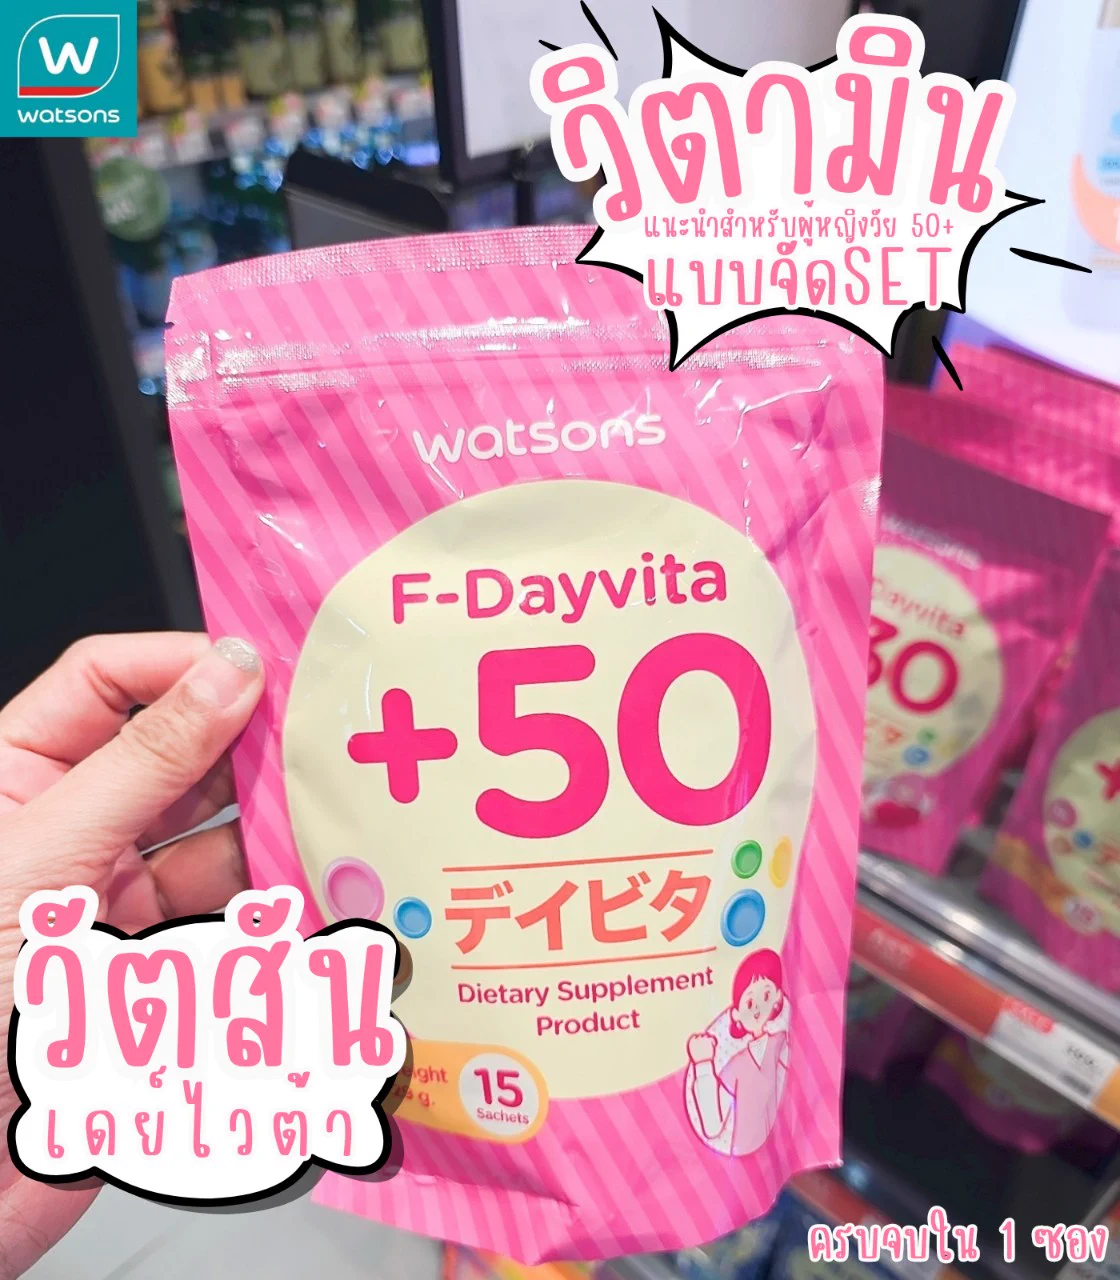 W
watsons
วิตามิน
แนะนำสำหรับผู้หญิงวัย 50+
แบบจัดSET
watsons
F-Dayvita
+50
デイビタ
Dietary Supplement
Product
15
Sachets
watsons
Dayvita
30
วัตสัน
เดย์ไวต้า
ครบจบใน 1 ซอง